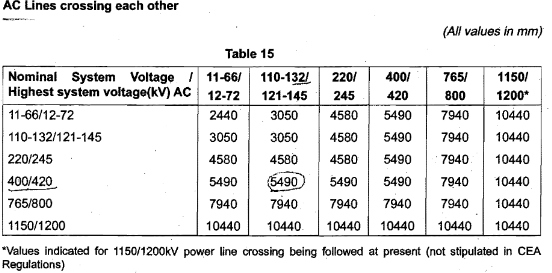 AC Lines crossing each other
(All values in mm)
Table 15
Nominal System Voltage / Highest system voltage(kV) AC 11-66/ 12-72 110-132/ 121-145 220/ 245 400/ 420 765/ 800 1150/ 1200*
11-66/12-72 2440 3050 4580 5490 7940 10440
110-132/121-145 3050 3050 4580 5490 7940 10440
220/245 4580 4580 4580 5490 7940 10440
400/420 5490 5490 5490 5490 7940 10440
765/800 7940 7940 7940 7940 7940 10440
1150/1200 10440 10440 10440 10440 10440 10440
*Values indicated for 1150/1200kV power line crossing being followed at present (not stipulated in CEA
Regulations)